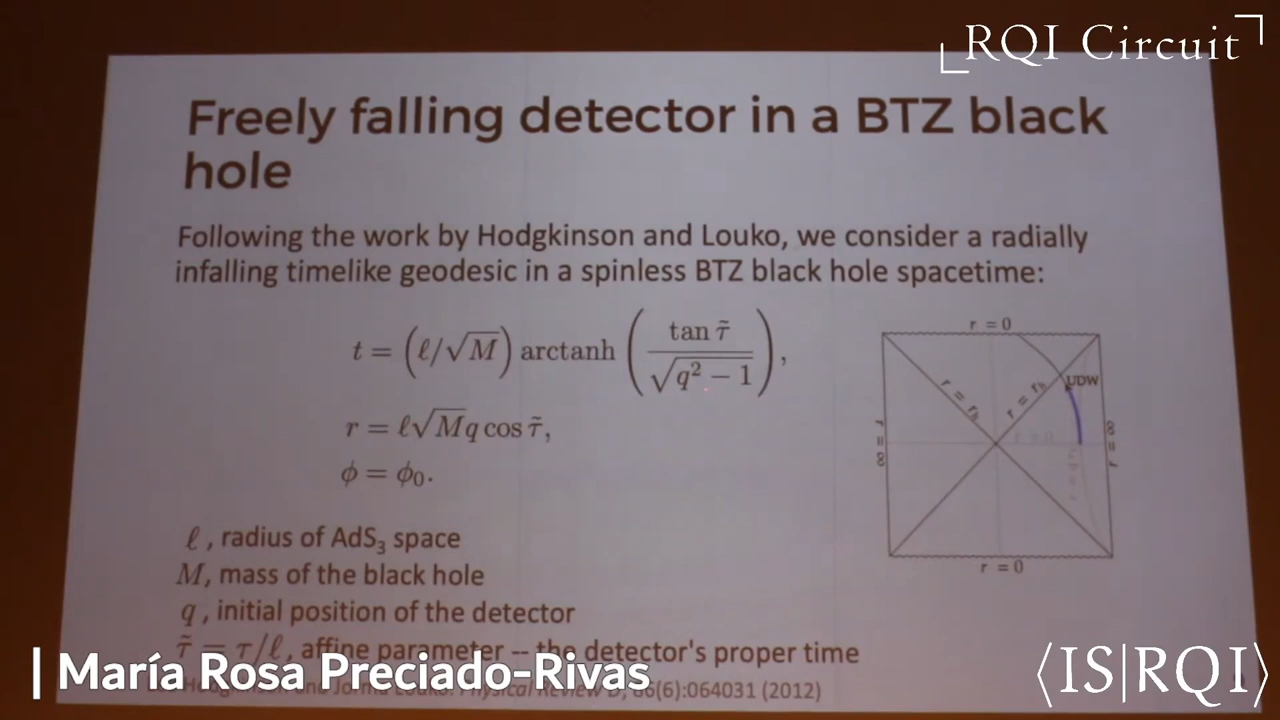 RQI Circuit
Freely falling detector in a BTZ black
hole
Following the work by Hodgkinson and Louko, we consider a radially
infalling timelike geodesic in a spinless BTZ black hole spacetime:
t = (ℓ/√M) arctanh (tan τ̃ / √(q² − 1)),
r = ℓ√M q cos τ̃,
ϕ = ϕ₀.
r = 0
UDW
r = rₕ
r = rₕ
r = ∞
r = 0
r = ∞
r = 0
ℓ, radius of AdS₃ space
M, mass of the black hole
q, initial position of the detector
τ̃ = τ/ℓ, affine parameter -- the detector's proper time
| María Rosa Preciado-Rivas
Physical Review D, 86(6):064031 (2012)
⟨IS|RQI⟩